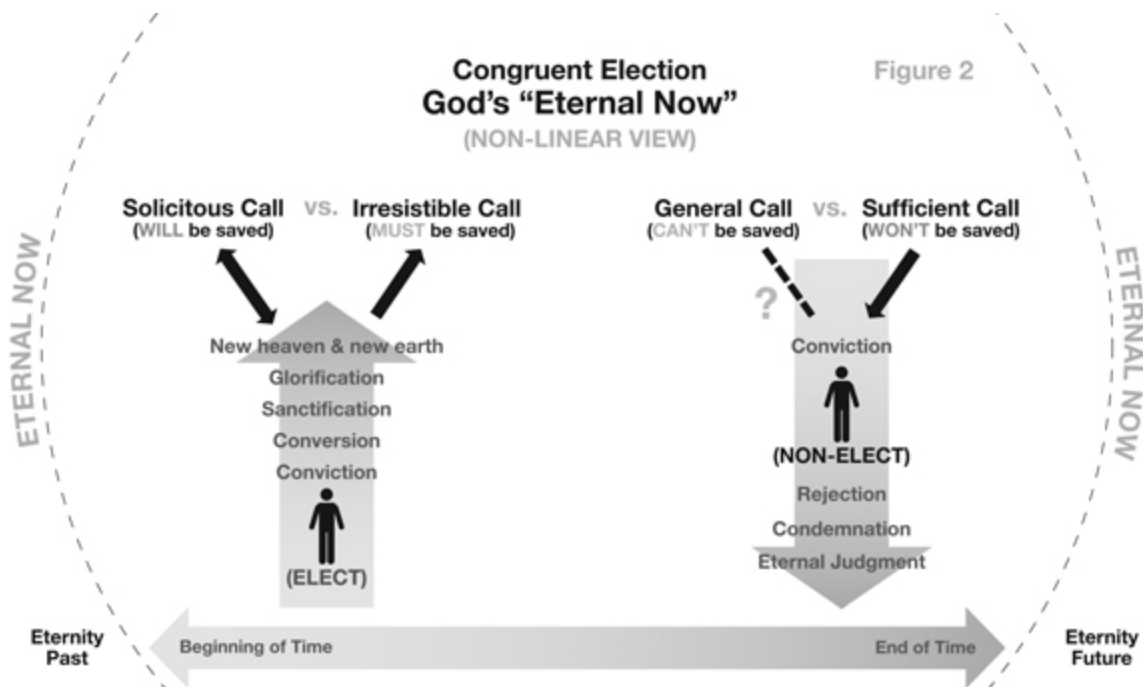 Congruent Election
God's "Eternal Now"
(NON-LINEAR VIEW)
Figure 2
Solicitous Call vs. Irresistible Call
(WILL be saved) (MUST be saved)
General Call vs. Sufficient Call
(CAN'T be saved) (WON'T be saved)
ETERNAL NOW
New heaven & new earth
Glorification
Sanctification
Conversion
Conviction
(ELECT)
?
Conviction
(NON-ELECT)
Rejection
Condemnation
Eternal Judgment
ETERNAL NOW
Eternity
Past
Beginning of Time
End of Time
Eternity
Future